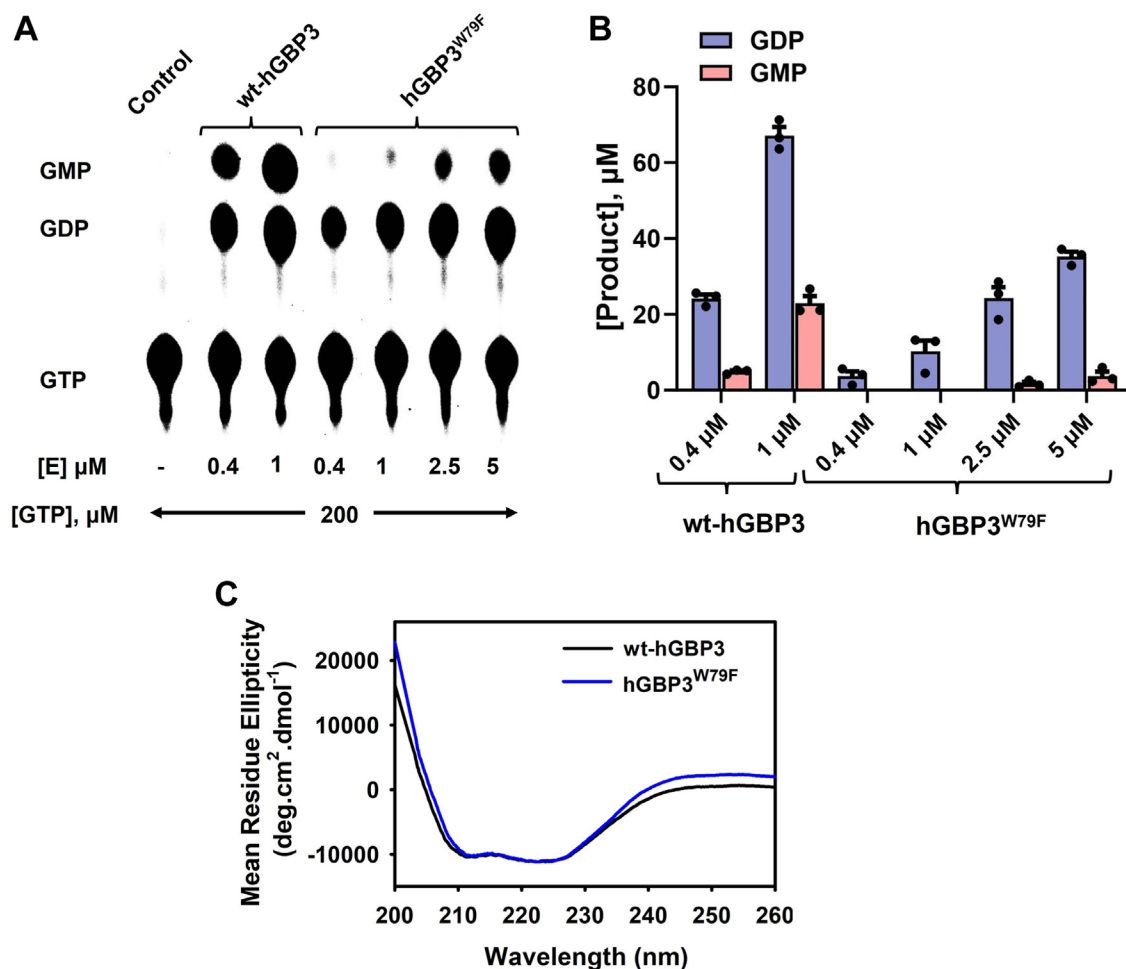 A
Control
wt-hGBP3
hGBP3W79F
GMP
GDP
GTP
[E] μM
- 0.4 1 0.4 1 2.5 5
[GTP], μM
200
B
GDP
GMP
[Product], μM
80
60
40
20
0
0.4 μM
1 μM
0.4 μM
1 μM
2.5 μM
5 μM
wt-hGBP3
hGBP3W79F
C
wt-hGBP3
hGBP3W79F
Mean Residue Ellipticity
(deg.cm2.dmol-1)
20000
10000
0
-10000
200 210 220 230 240 250 260
Wavelength (nm)